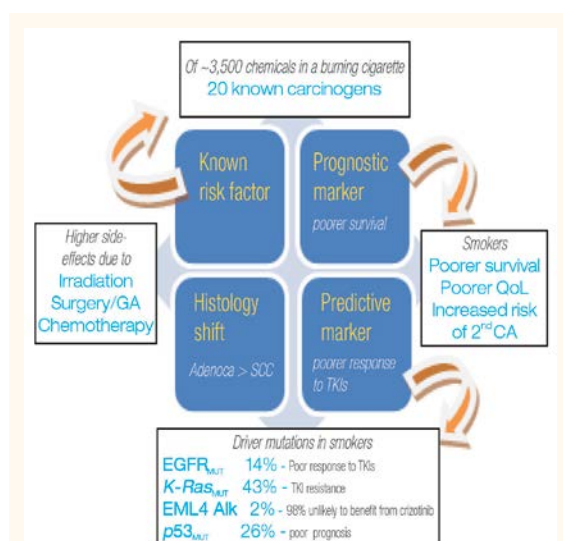 Of ~3,500 chemicals in a burning cigarette
20 known carcinogens
Known
risk factor
Prognostic
marker
poorer survival
Higher side-
effects due to
Irradiation
Surgery/GA
Chemotherapy
Smokers
Poorer survival
Poorer QoL
Increased risk
of 2nd CA
Histology
shift
Adenoca > SCC
Predictive
marker
poorer response
to TKIs
Driver mutations in smokers
EGFRMUT 14% - Poor response to TKIs
K-RasMUT 43% - TKI resistance
EML4 Alk 2% - 98% unlikely to benefit from crizotinib
p53MUT 26% - poor prognosis